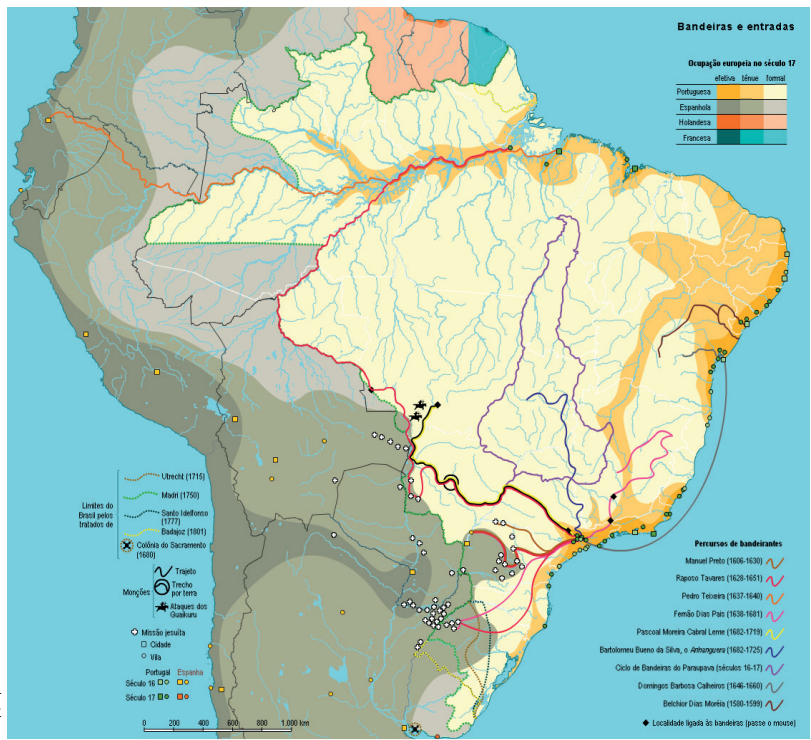 Bandeiras e entradas
Ocupação europeia no século 17
efetiva tênue formal
Portuguesa
Espanhola
Holandesa
Francesa
Limites do
Brasil pelos
tratados de
Utrecht (1715)
Madri (1750)
Santo Ildelfonso
(1777)
Badajoz (1801)
Colônia do Sacramento
(1680)
Monções
Trajeto
Trecho
por terra
Ataques dos
Guaikuru
Missão jesuíta
Cidade
Vila
Portugal Espanha
Século 16
Século 17
0 200 400 600 800 1.000 km
Percursos de bandeirantes
Manuel Preto (1606-1630)
Raposo Tavares (1628-1651)
Pedro Teixeira (1637-1640)
Fernão Dias Pais (1638-1681)
Pascoal Moreira Cabral Leme (1682-1719)
Bartolomeu Bueno da Silva, o Anhanguera (1682-1725)
Ciclo de Bandeiras do Paraupava (séculos 16-17)
Domingos Barbosa Calheiros (1646-1660)
Belchior Dias Moréia (1580-1599)
Localidade ligada às bandeiras (passe o mouse)